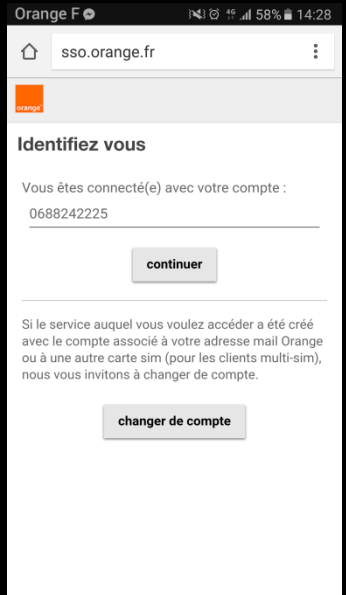 Orange F 4G 58% 14:28
sso.orange.fr
orange
Identifiez vous
Vous êtes connecté(e) avec votre compte :
0688242225
continuer
Si le service auquel vous voulez accéder a été créé
avec le compte associé à votre adresse mail Orange
ou à une autre carte sim (pour les clients multi-sim),
nous vous invitons à changer de compte.
changer de compte